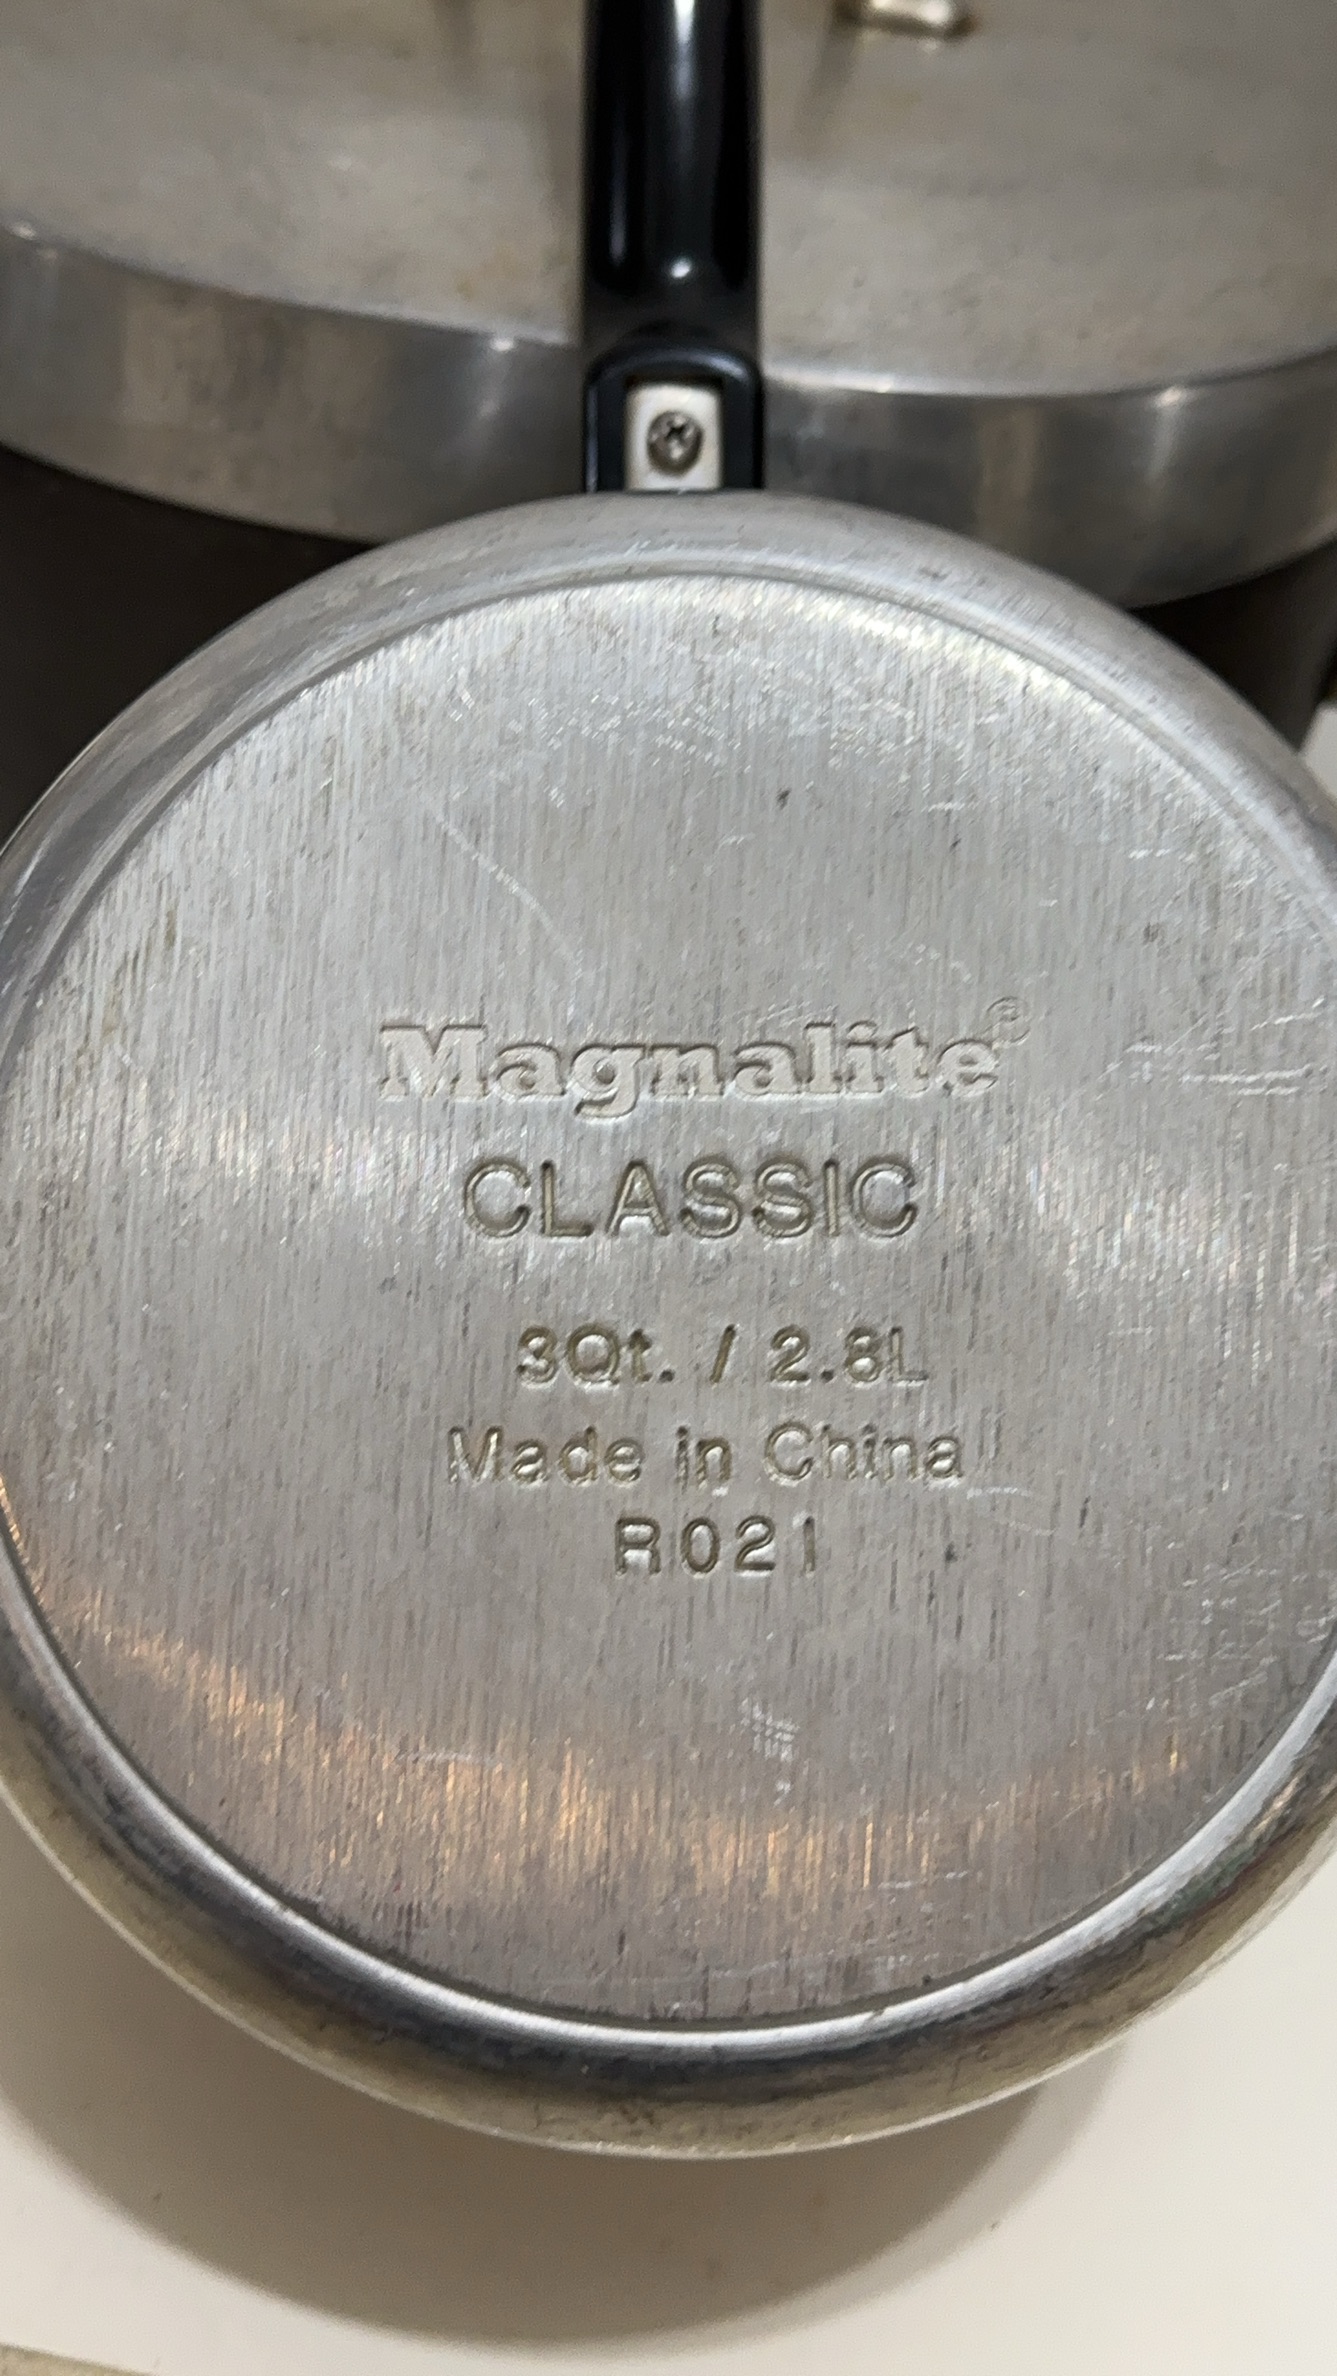 Magnalite®
CLASSIC
3Qt. / 2.8L
Made in China
R021